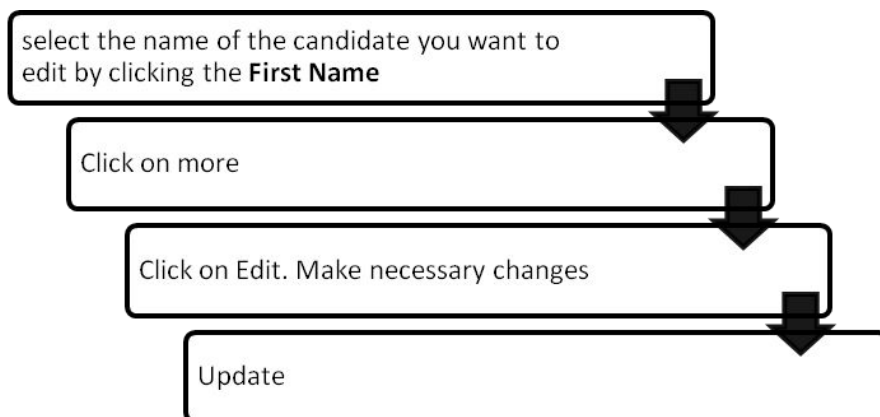 select the name of the candidate you want to
edit by clicking the First Name
Click on more
Click on Edit. Make necessary changes
Update